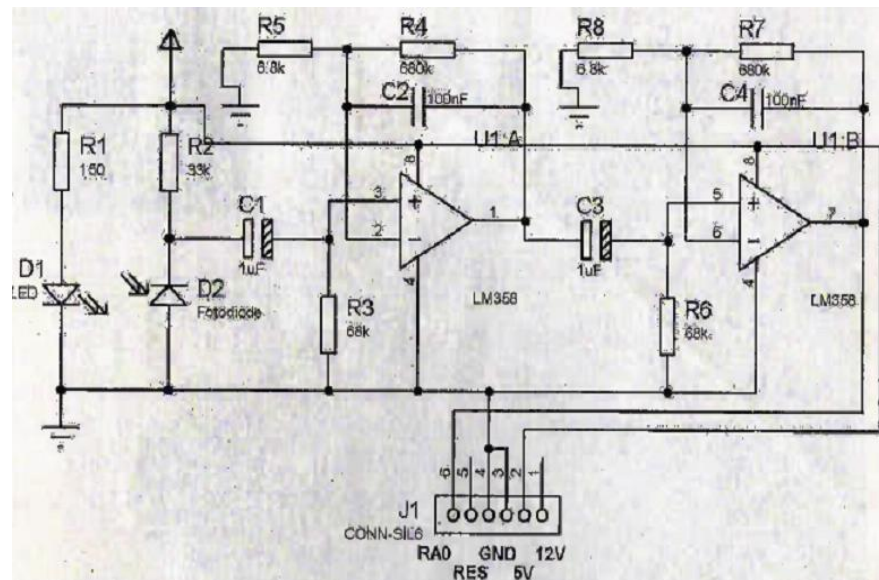 R5
6.8k
R4
680k
R8
6.8k
R7
680k
C2
100nF
C4
100nF
R1
150
R2
33k
U1:A
U1:B
8
8
C1
1uF
3
2
1
4
C3
1uF
5
6
7
4
D1
LED
D2
Fotodiode
R3
68k
LM358
R6
68k
LM358
6
5
4
3
2
1
J1
CONN-SIL6
RA0
GND
12V
RES
5V